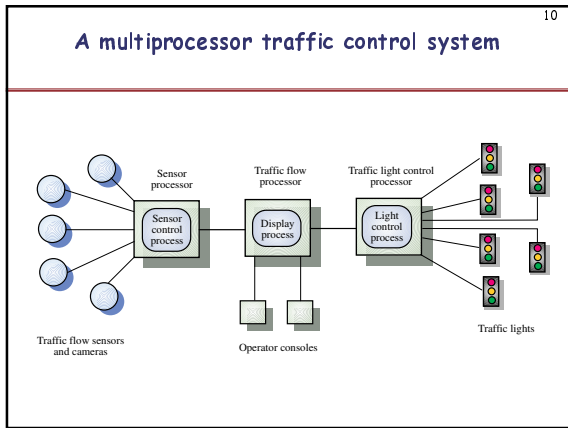 10
A multiprocessor traffic control system
Sensor
processor
Traffic flow
processor
Traffic light control
processor
Sensor
control
process
Display
process
Light
control
process
Traffic flow sensors
and cameras
Operator consoles
Traffic lights